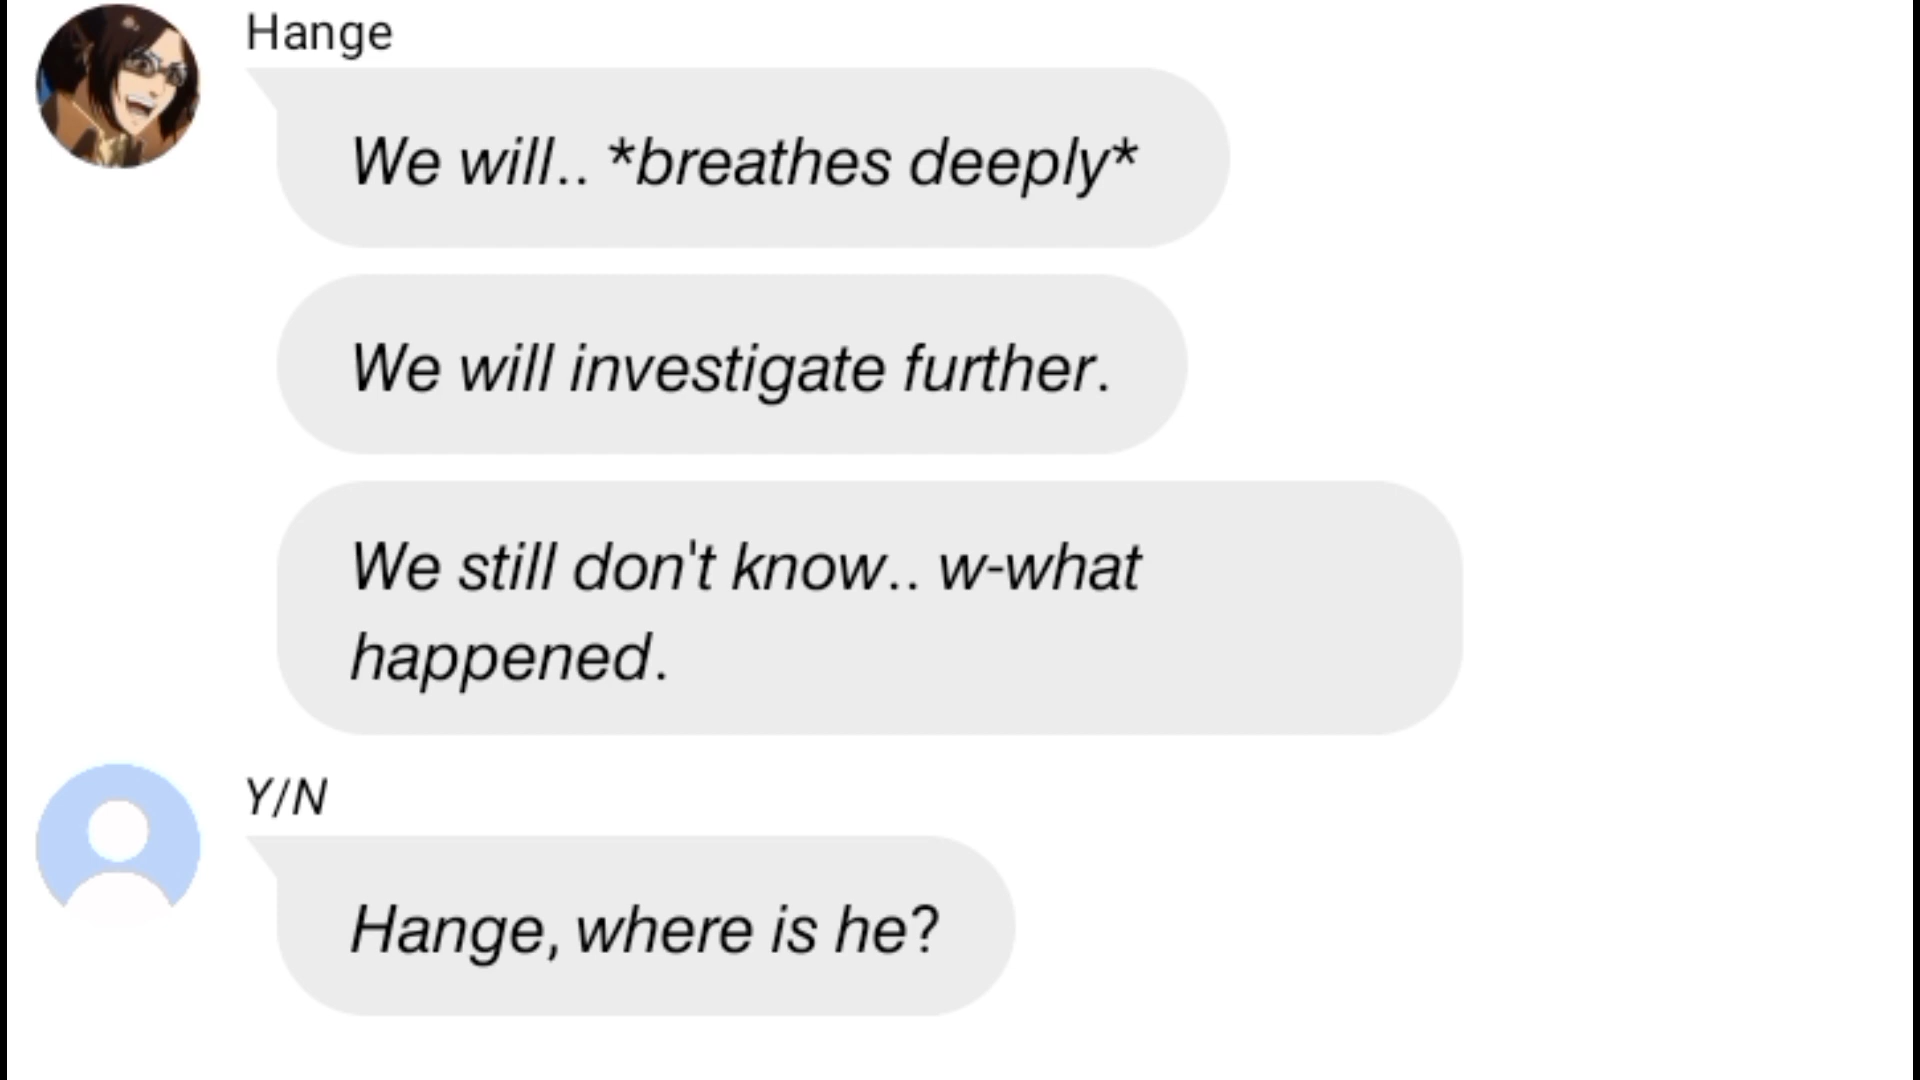 Hange
We will.. *breathes deeply*
We will investigate further.
We still don't know.. w-what
happened.
Y/N
Hange, where is he?